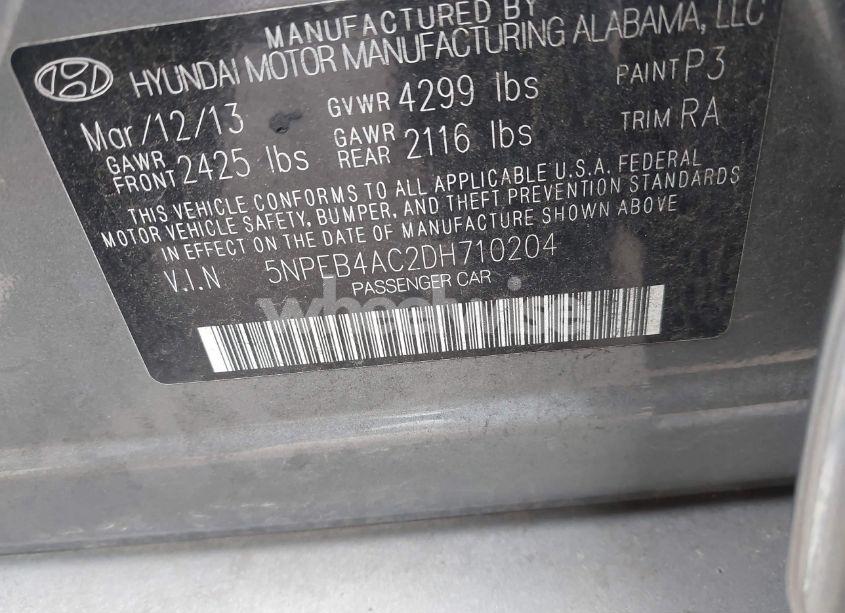 MANUFACTURED BY
HYUNDAI MOTOR MANUFACTURING ALABAMA, LLC
Mar/12/13 GVWR 4299 lbs PAINT P3
GAWR FRONT 2425 lbs GAWR REAR 2116 lbs TRIM RA
THIS VEHICLE CONFORMS TO ALL APPLICABLE U.S.A. FEDERAL
MOTOR VEHICLE SAFETY, BUMPER, AND THEFT PREVENTION STANDARDS
IN EFFECT ON THE DATE OF MANUFACTURE SHOWN ABOVE
V.I.N 5NPEB4AC2DH710204
PASSENGER CAR
wheelwise